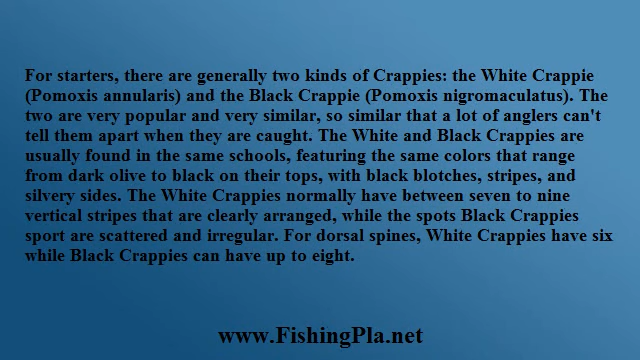 For starters, there are generally two kinds of Crappies: the White Crappie
(Pomoxis annularis) and the Black Crappie (Pomoxis nigromaculatus). The
two are very popular and very similar, so similar that a lot of anglers can't
tell them apart when they are caught. The White and Black Crappies are
usually found in the same schools, featuring the same colors that range
from dark olive to black on their tops, with black blotches, stripes, and
silvery sides. The White Crappies normally have between seven to nine
vertical stripes that are clearly arranged, while the spots Black Crappies
sport are scattered and irregular. For dorsal spines, White Crappies have six
while Black Crappies can have up to eight.
www.FishingPla.net